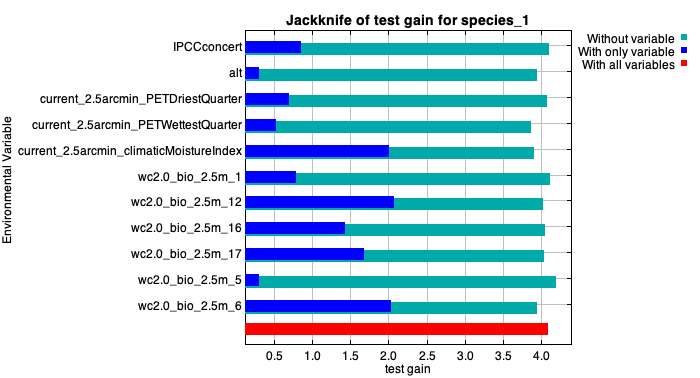 Jackknife of test gain for species_1
Environmental Variable
IPCCconcert
alt
current_2.5arcmin_PETDriestQuarter
current_2.5arcmin_PETWettestQuarter
current_2.5arcmin_climaticMoistureIndex
wc2.0_bio_2.5m_1
wc2.0_bio_2.5m_12
wc2.0_bio_2.5m_16
wc2.0_bio_2.5m_17
wc2.0_bio_2.5m_5
wc2.0_bio_2.5m_6
0.5 1.0 1.5 2.0 2.5 3.0 3.5 4.0
test gain
Without variable
With only variable
With all variables